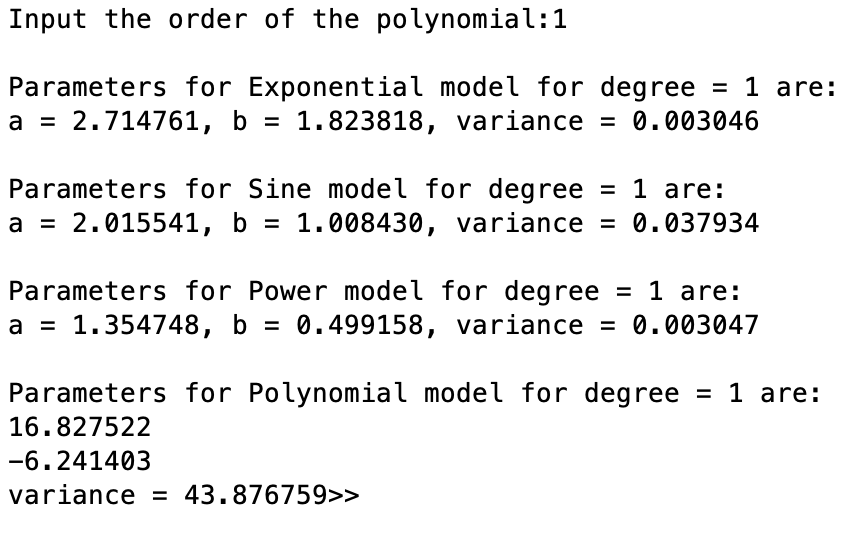 Input the order of the polynomial:1
Parameters for Exponential model for degree = 1 are:
a = 2.714761, b = 1.823818, variance = 0.003046
Parameters for Sine model for degree = 1 are:
a = 2.015541, b = 1.008430, variance = 0.037934
Parameters for Power model for degree = 1 are:
a = 1.354748, b = 0.499158, variance = 0.003047
Parameters for Polynomial model for degree = 1 are:
16.827522
-6.241403
variance = 43.876759>>